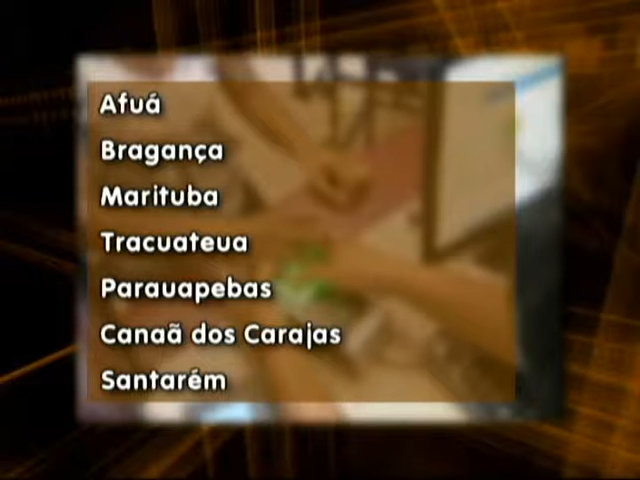 Afuá
Bragança
Marituba
Tracuateua
Parauapebas
Canaã dos Carajas
Santarém